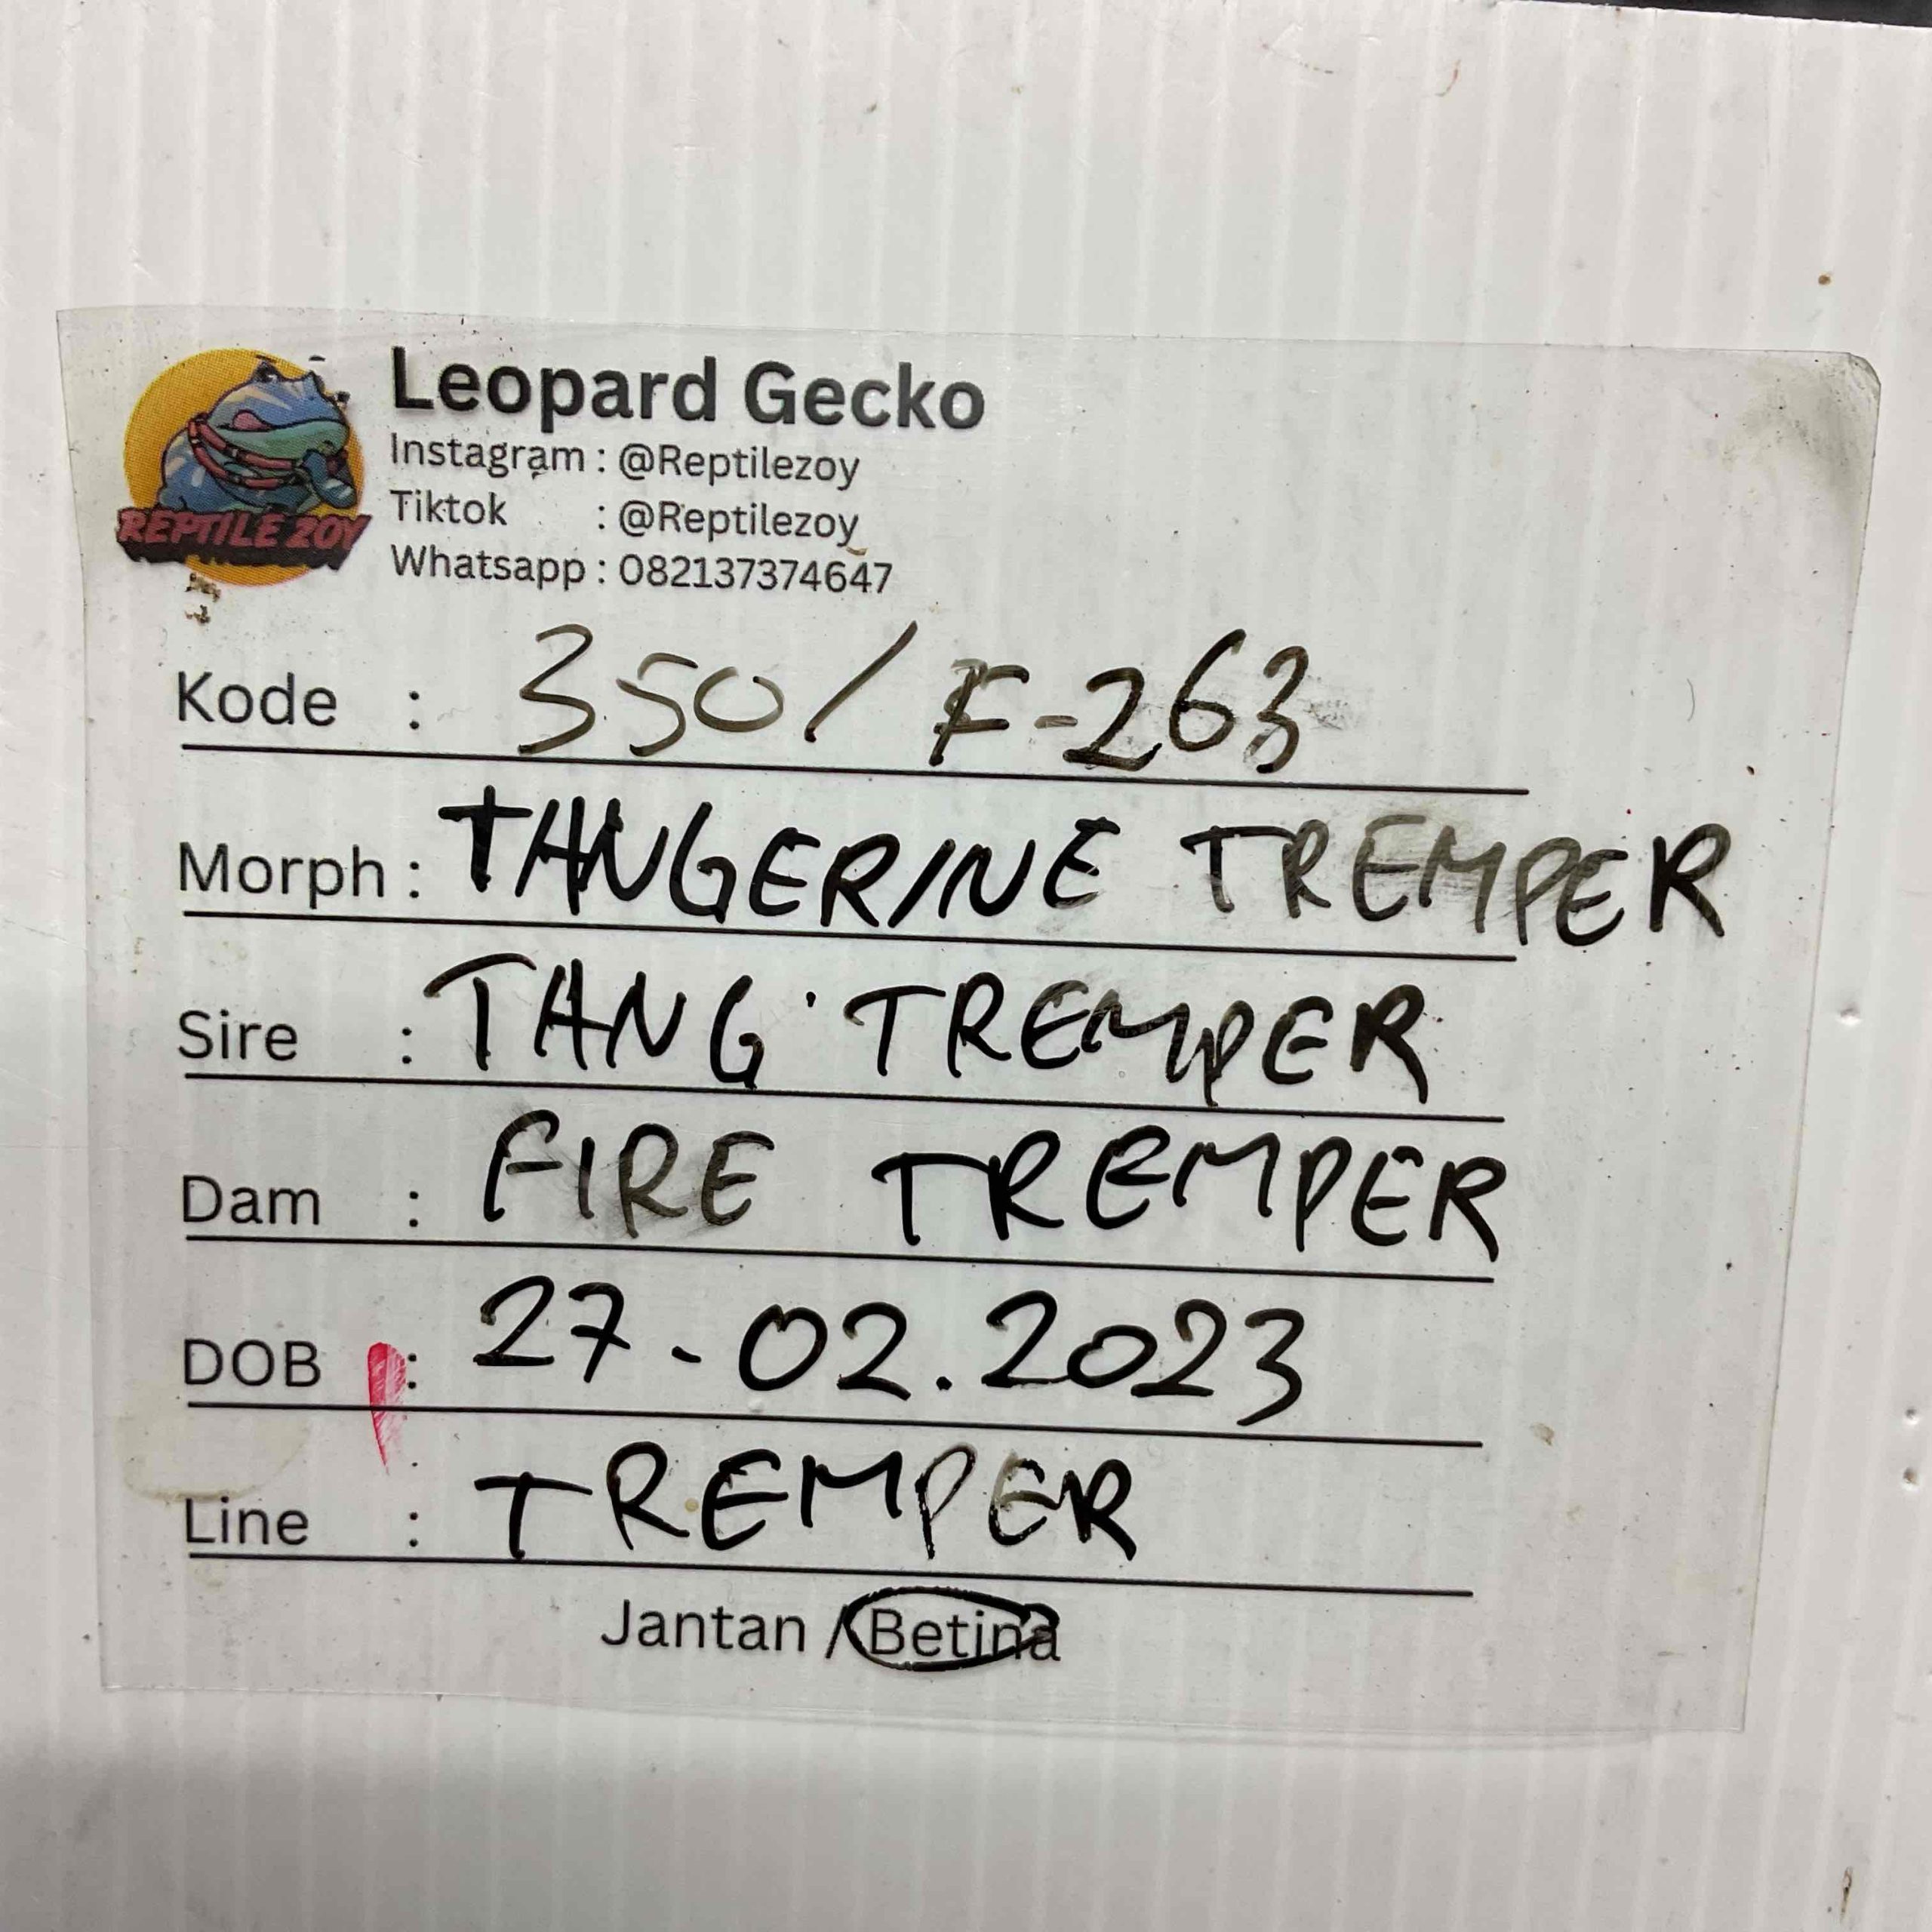 REPTILE ZOY
Leopard Gecko
Instagram : @Reptilezoy
Tiktok : @Reptilezoy
Whatsapp : 082137374647
Kode : 350/F-263
Morph : TANGERINE TREMPER
Sire : TANG TREMPER
Dam : FIRE TREMPER
DOB : 27-02.2023
Line : TREMPER
Jantan / Betina